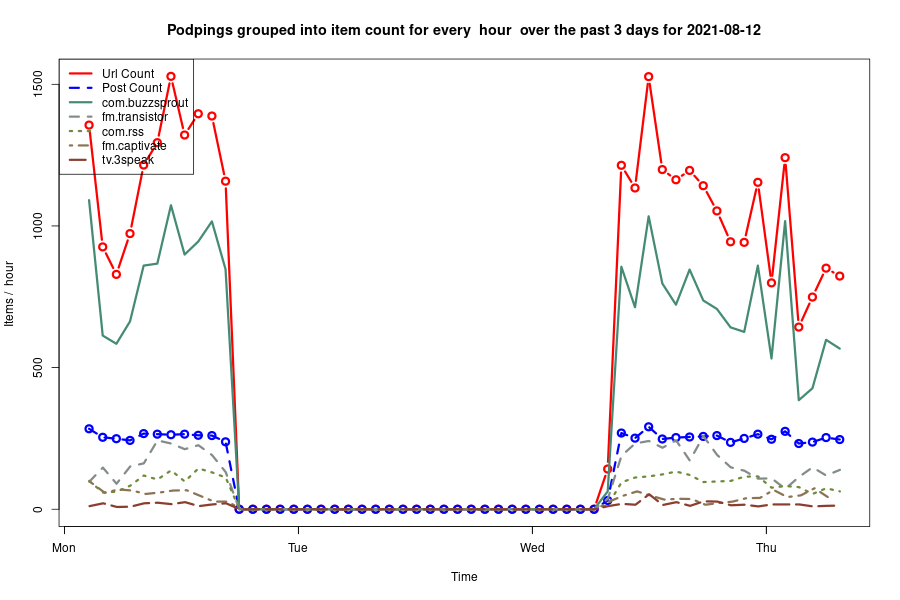 Podpings grouped into item count for every  hour  over the past 3 days for 2021-08-12
Url Count
Post Count
com.buzzsprout
fm.transistor
com.rss
fm.captivate
tv.3speak
1500
1000
500
0
Items /  hour
Mon
Tue
Wed
Thu
Time